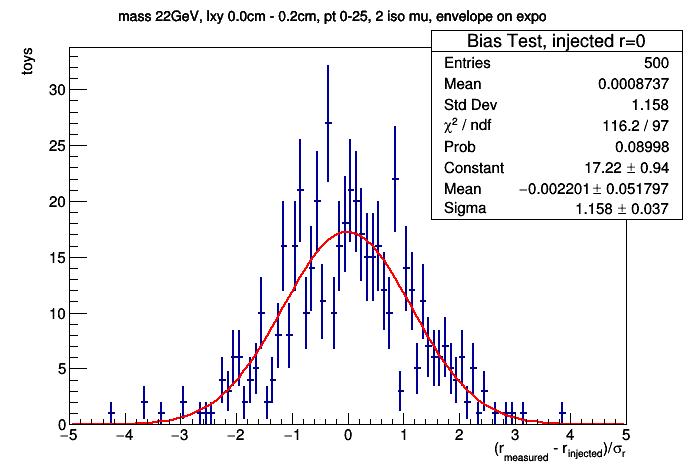 mass 22GeV, lxy 0.0cm - 0.2cm, pt 0-25, 2 iso mu, envelope on expo
Bias Test, injected r=0
Entries 500
Mean 0.0008737
Std Dev 1.158
χ² / ndf 116.2 / 97
Prob 0.08998
Constant 17.22 ± 0.94
Mean −0.002201 ± 0.051797
Sigma 1.158 ± 0.037
toys
30
25
20
15
10
5
0
−5 −4 −3 −2 −1 0 1 2 3 4 5
(r_measured - r_injected)/σ_r